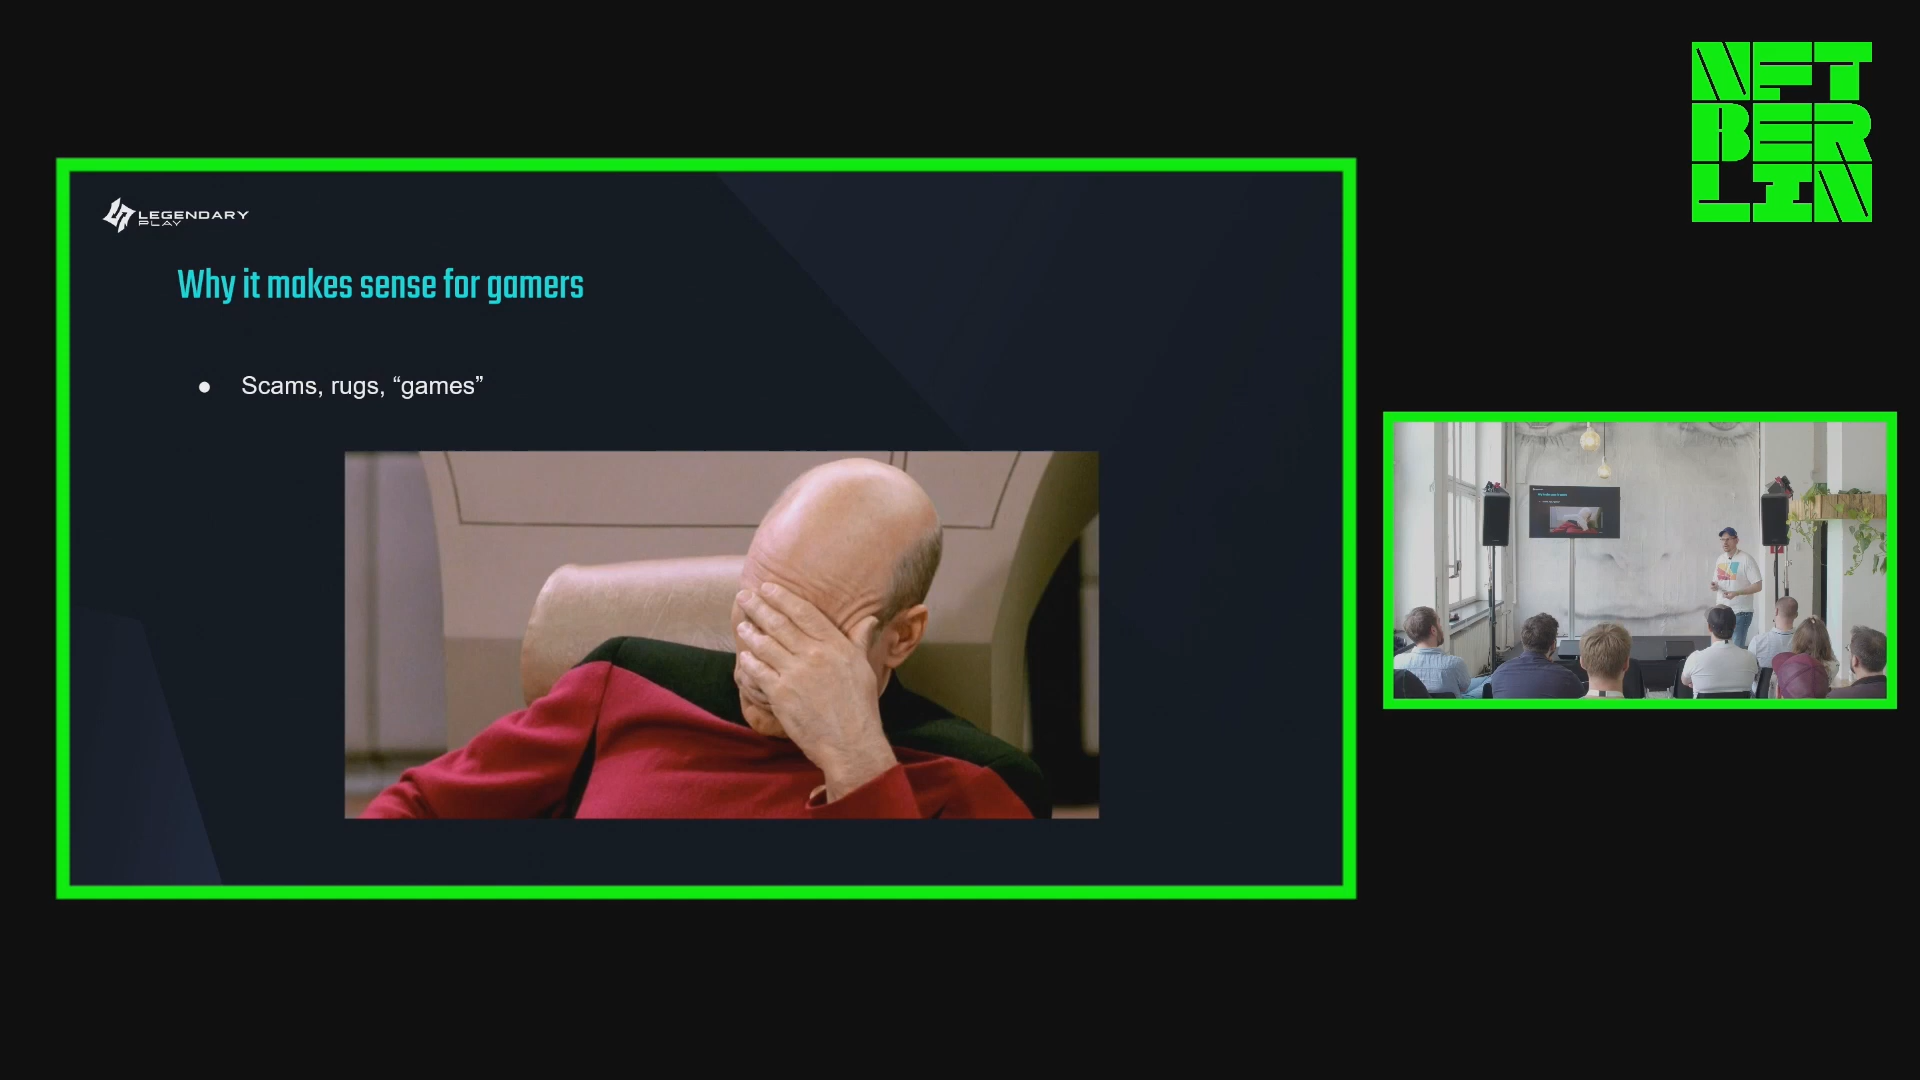 LEGENDARY
PLAY
Why it makes sense for gamers
● Scams, rugs, “games”
NFT
BER
LIN